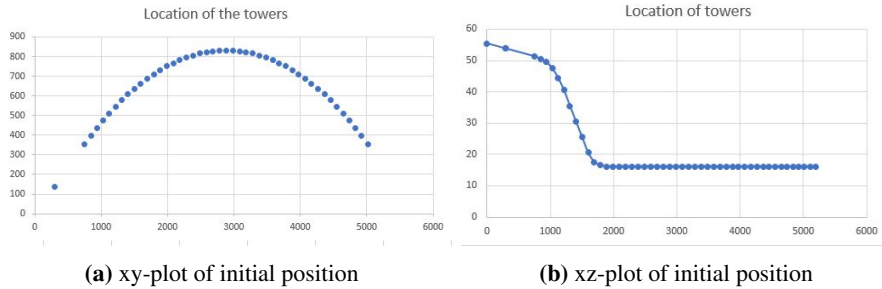 Location of the towers
900
800
700
600
500
400
300
200
100
0
0 1000 2000 3000 4000 5000 6000
(a) xy-plot of initial position
Location of towers
60
50
40
30
20
10
0
0 1000 2000 3000 4000 5000 6000
(b) xz-plot of initial position